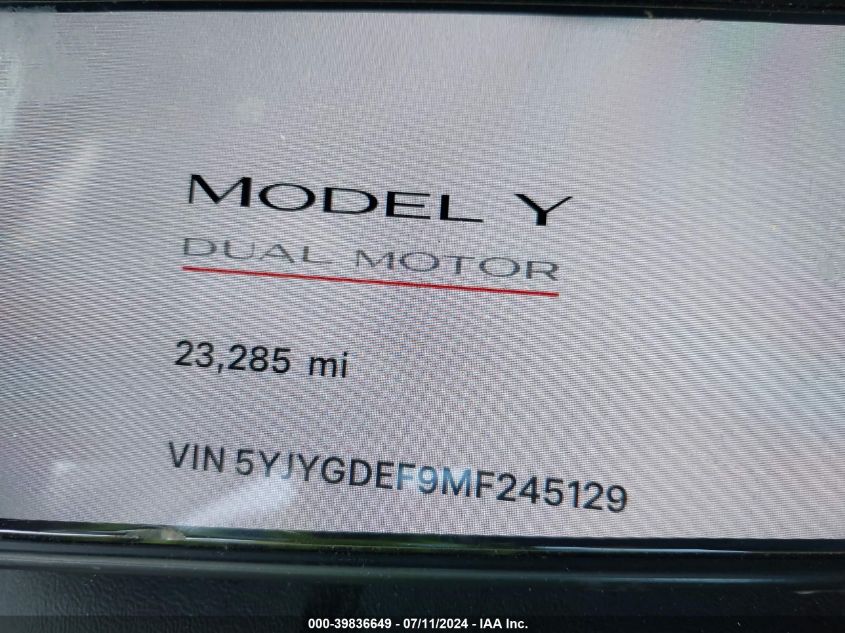 MODEL Y
DUAL MOTOR
23,285 mi
VIN 5YJYGDEF9MF245129
000-39836649 - 07/11/2024 - IAA Inc.